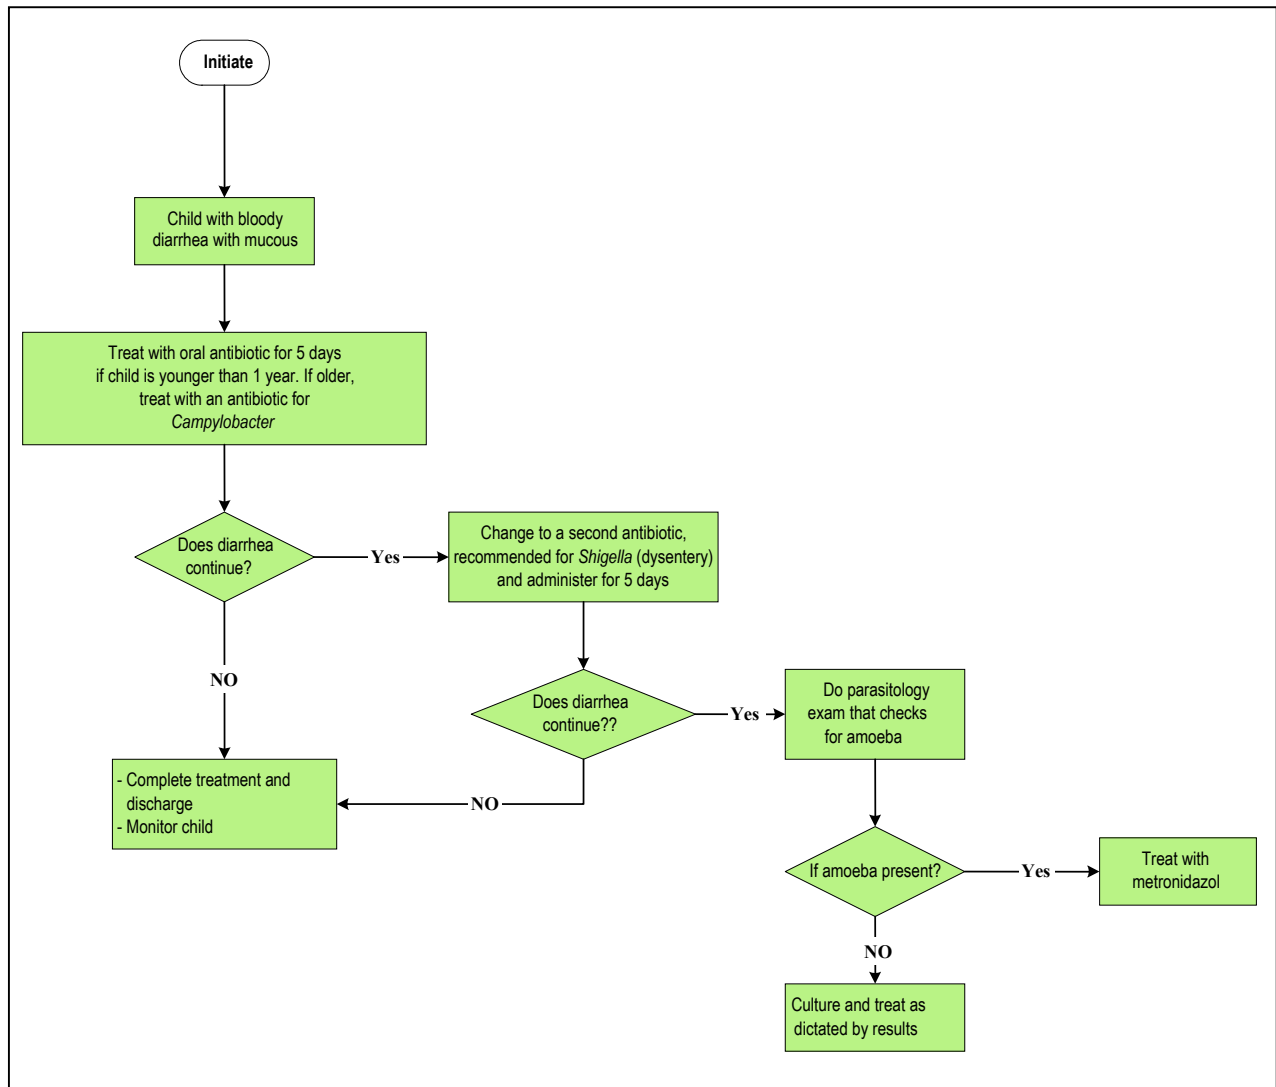 Initiate
Child with bloody
diarrhea with mucous
Treat with oral antibiotic for 5 days
if child is younger than 1 year. If older,
treat with an antibiotic for
Campylobacter
Does diarrhea
continue?
Yes
Change to a second antibiotic,
recommended for Shigella (dysentery)
and administer for 5 days
NO
Does diarrhea
continue??
Yes
Do parasitology
exam that checks
for amoeba
- Complete treatment and
discharge
- Monitor child
NO
If amoeba present?
Yes
Treat with
metronidazol
NO
Culture and treat as
dictated by results